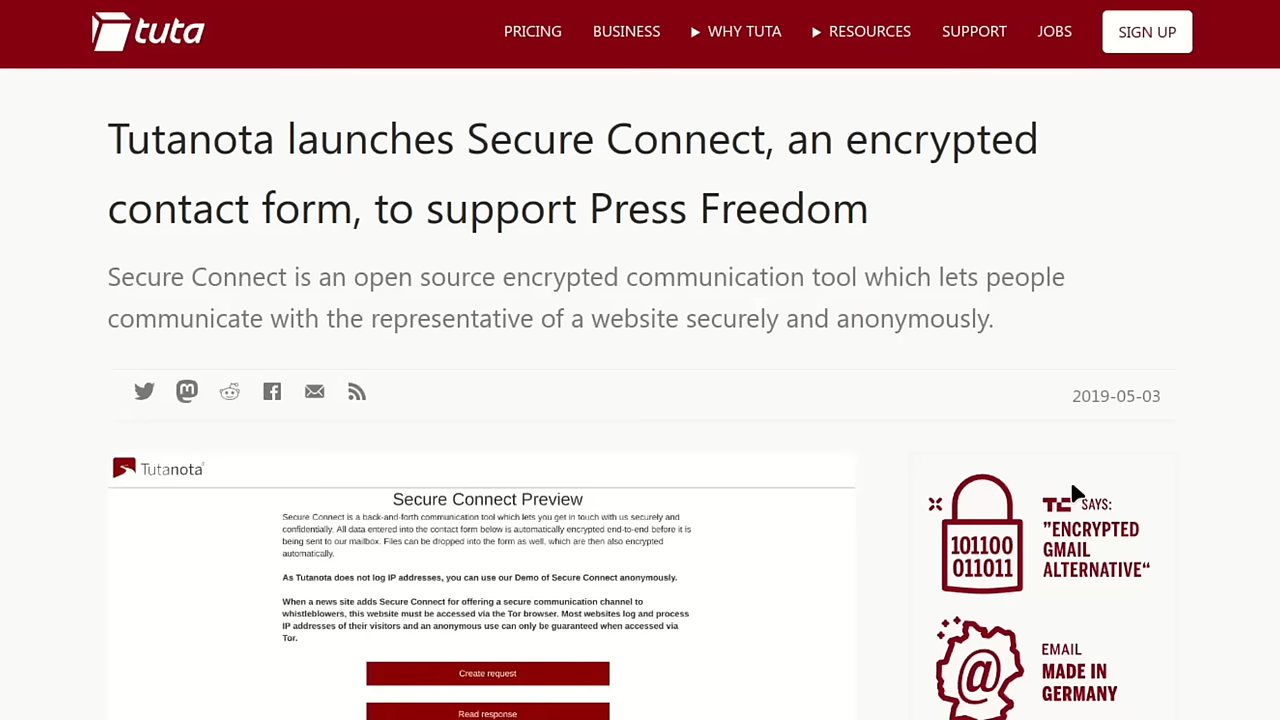 tuta
PRICING
BUSINESS
▶ WHY TUTA
▶ RESOURCES
SUPPORT
JOBS
SIGN UP
Tutanota launches Secure Connect, an encrypted
contact form, to support Press Freedom
Secure Connect is an open source encrypted communication tool which lets people
communicate with the representative of a website securely and anonymously.
2019-05-03
Tutanota
Secure Connect Preview
Secure Connect is a back-and-forth communication tool which lets you get in touch with us securely and
confidentially. All data entered into the contact form below is automatically encrypted end-to-end before it is
being sent to our mailbox. Files can be dropped into the form as well, which are then also encrypted
automatically.
As Tutanota does not log IP addresses, you can use our Demo of Secure Connect anonymously.
When a news site adds Secure Connect for offering a secure communication channel to
whistleblowers, this website must be accessed via the Tor browser. Most websites log and process
IP addresses of their visitors and an anonymous use can only be guaranteed when accessed via
Tor.
Create request
Read response
101100
011011
TC SAYS:
"ENCRYPTED
GMAIL
ALTERNATIVE“
@
EMAIL
MADE IN
GERMANY